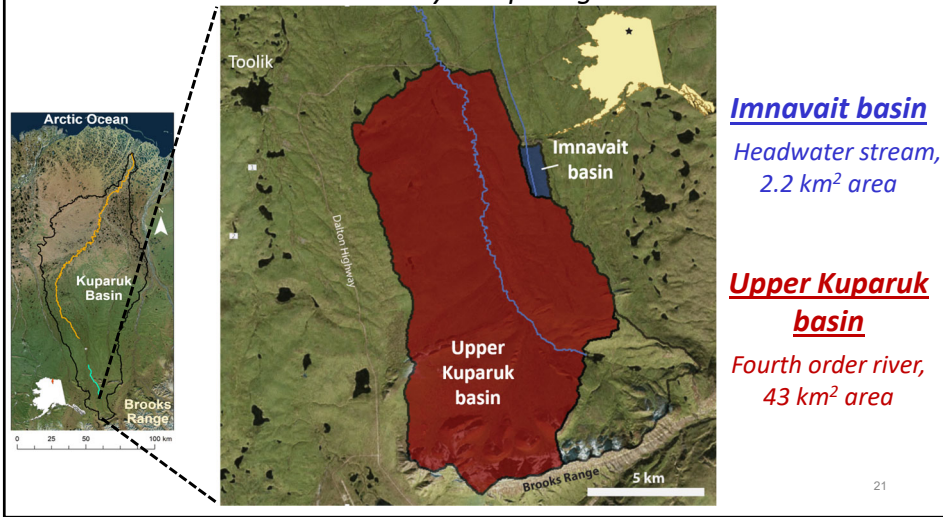 Toolik
Arctic Ocean
Kuparuk
Basin
Brooks
Range
0 25 50 100 km
1
2
Dalton Highway
Imnavait
basin
Upper
Kuparuk
basin
Brooks Range
5 km
Imnavait basin
Headwater stream,
2.2 km² area
Upper Kuparuk
basin
Fourth order river,
43 km² area
21